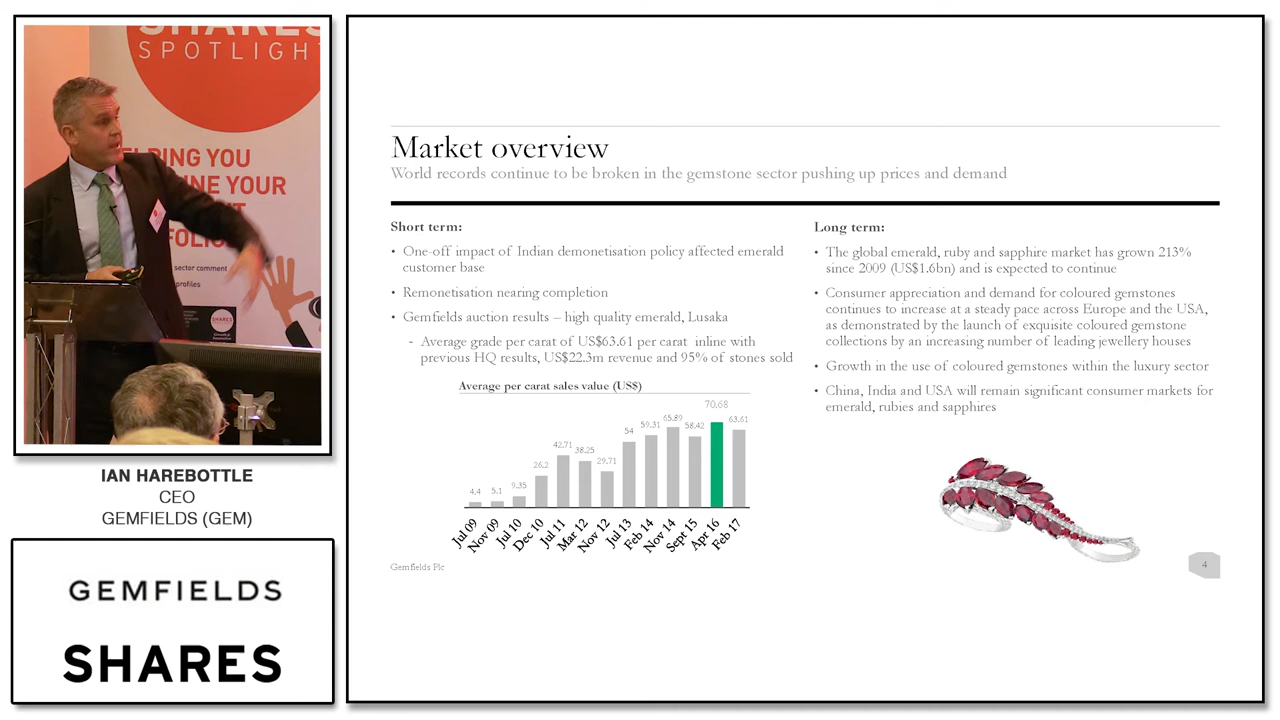 SHARES
SPOTLIGHT
HELPING YOU
YOUR
sector comment
profiles
IAN HAREBOTTLE
CEO
GEMFIELDS (GEM)
GEMFIELDS
SHARES
Market overview
World records continue to be broken in the gemstone sector pushing up prices and demand
Short term:
• One-off impact of Indian demonetisation policy affected emerald
customer base
• Remonetisation nearing completion
• Gemfields auction results – high quality emerald, Lusaka
- Average grade per carat of US$63.61 per carat inline with
previous HQ results, US$22.3m revenue and 95% of stones sold
Average per carat sales value (US$)
4.4 5.1 9.35 26.2 42.71 38.25 29.71 54 59.31 65.89 58.42 70.68 63.61
Jul 09 Nov 09 Jul 10 Dec 10 Jul 11 Mar 12 Nov 12 Jul 13 Feb 14 Nov 14 Sept 15 Apr 16 Feb 17
Gemfields Plc
Long term:
• The global emerald, ruby and sapphire market has grown 213%
since 2009 (US$1.6bn) and is expected to continue
• Consumer appreciation and demand for coloured gemstones
continues to increase at a steady pace across Europe and the USA,
as demonstrated by the launch of exquisite coloured gemstone
collections by an increasing number of leading jewellery houses
• Growth in the use of coloured gemstones within the luxury sector
• China, India and USA will remain significant consumer markets for
emerald, rubies and sapphires
4